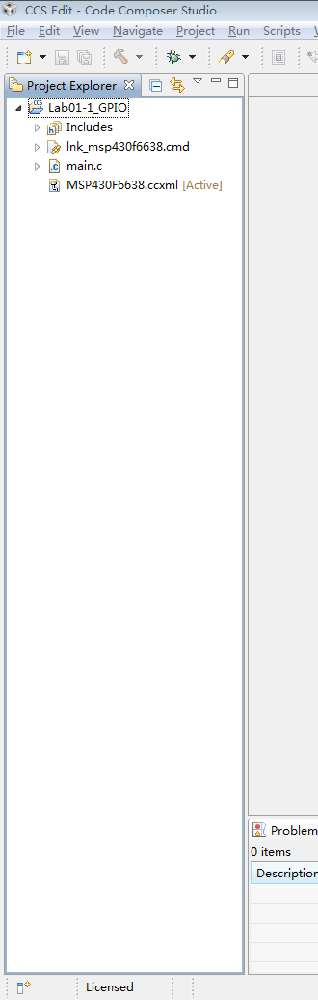 CCS Edit - Code Composer Studio
File Edit View Navigate Project Run Scripts
Project Explorer
Lab01-1_GPIO
Includes
lnk_msp430f6638.cmd
main.c
MSP430F6638.ccxml [Active]
Problem
0 items
Description
Licensed